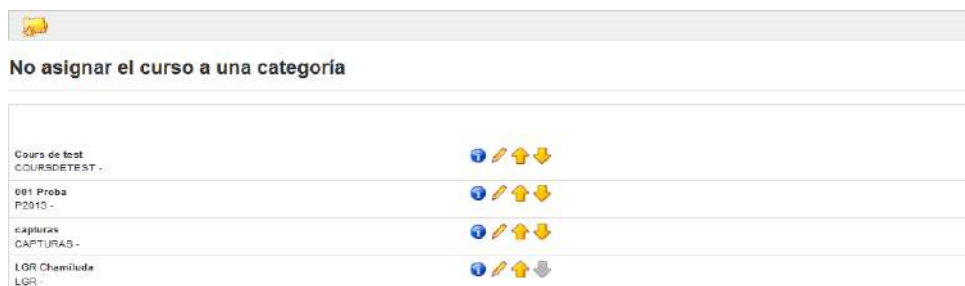 No asignar el curso a una categoría
Cours de test
COURSDETEST -
001 Proba
P2013 -
capturas
CAPTURAS -
LGR Chamiluda
LGR -